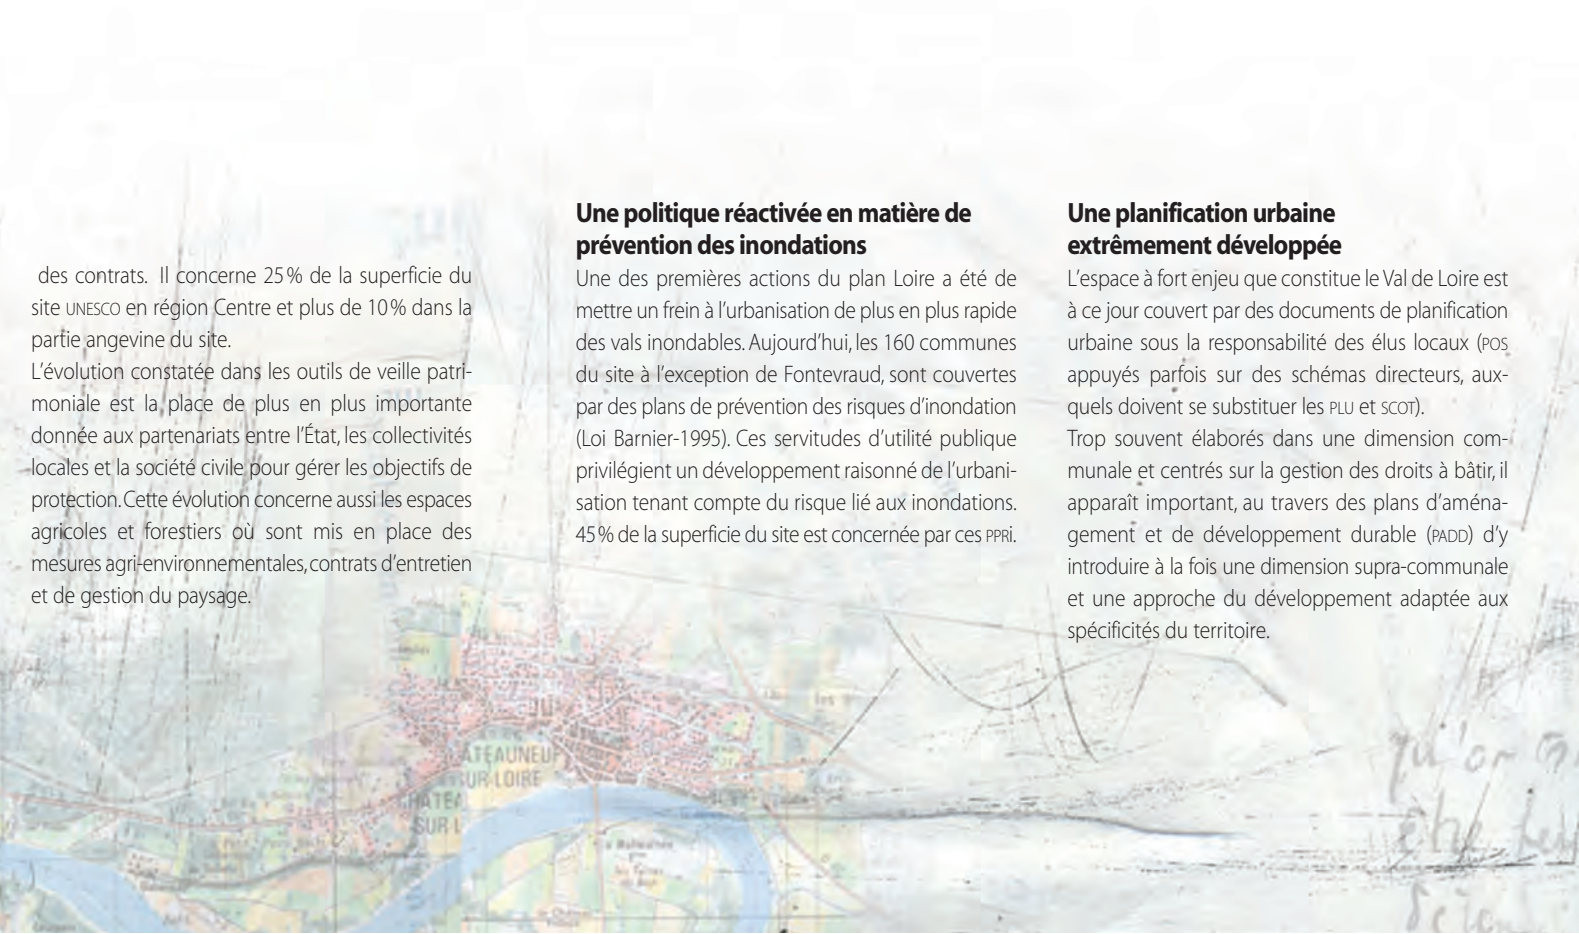 des contrats. Il concerne 25 % de la superficie du
site UNESCO en région Centre et plus de 10 % dans la
partie angevine du site.
L’évolution constatée dans les outils de veille patri-
moniale est la place de plus en plus importante
donnée aux partenariats entre l’État, les collectivités
locales et la société civile pour gérer les objectifs de
protection. Cette évolution concerne aussi les espaces
agricoles et forestiers où sont mis en place des
mesures agri-environnementales, contrats d’entretien
et de gestion du paysage.
Une politique réactivée en matière de
prévention des inondations
Une des premières actions du plan Loire a été de
mettre un frein à l’urbanisation de plus en plus rapide
des vals inondables. Aujourd’hui, les 160 communes
du site à l’exception de Fontevraud, sont couvertes
par des plans de prévention des risques d’inondation
(Loi Barnier-1995). Ces servitudes d’utilité publique
privilégient un développement raisonné de l’urbani-
sation tenant compte du risque lié aux inondations.
45 % de la superficie du site est concernée par ces PPRi.
Une planification urbaine
extrêmement développée
L’espace à fort enjeu que constitue le Val de Loire est
à ce jour couvert par des documents de planification
urbaine sous la responsabilité des élus locaux (POS
appuyés parfois sur des schémas directeurs, aux-
quels doivent se substituer les PLU et SCOT).
Trop souvent élaborés dans une dimension com-
munale et centrés sur la gestion des droits à bâtir, il
apparaît important, au travers des plans d’aména-
gement et de développement durable (PADD) d’y
introduire à la fois une dimension supra-communale
et une approche du développement adaptée aux
spécificités du territoire.
ATEAUNEUF
SUR-LOIRE
CHATEA
SUR L
qu'on